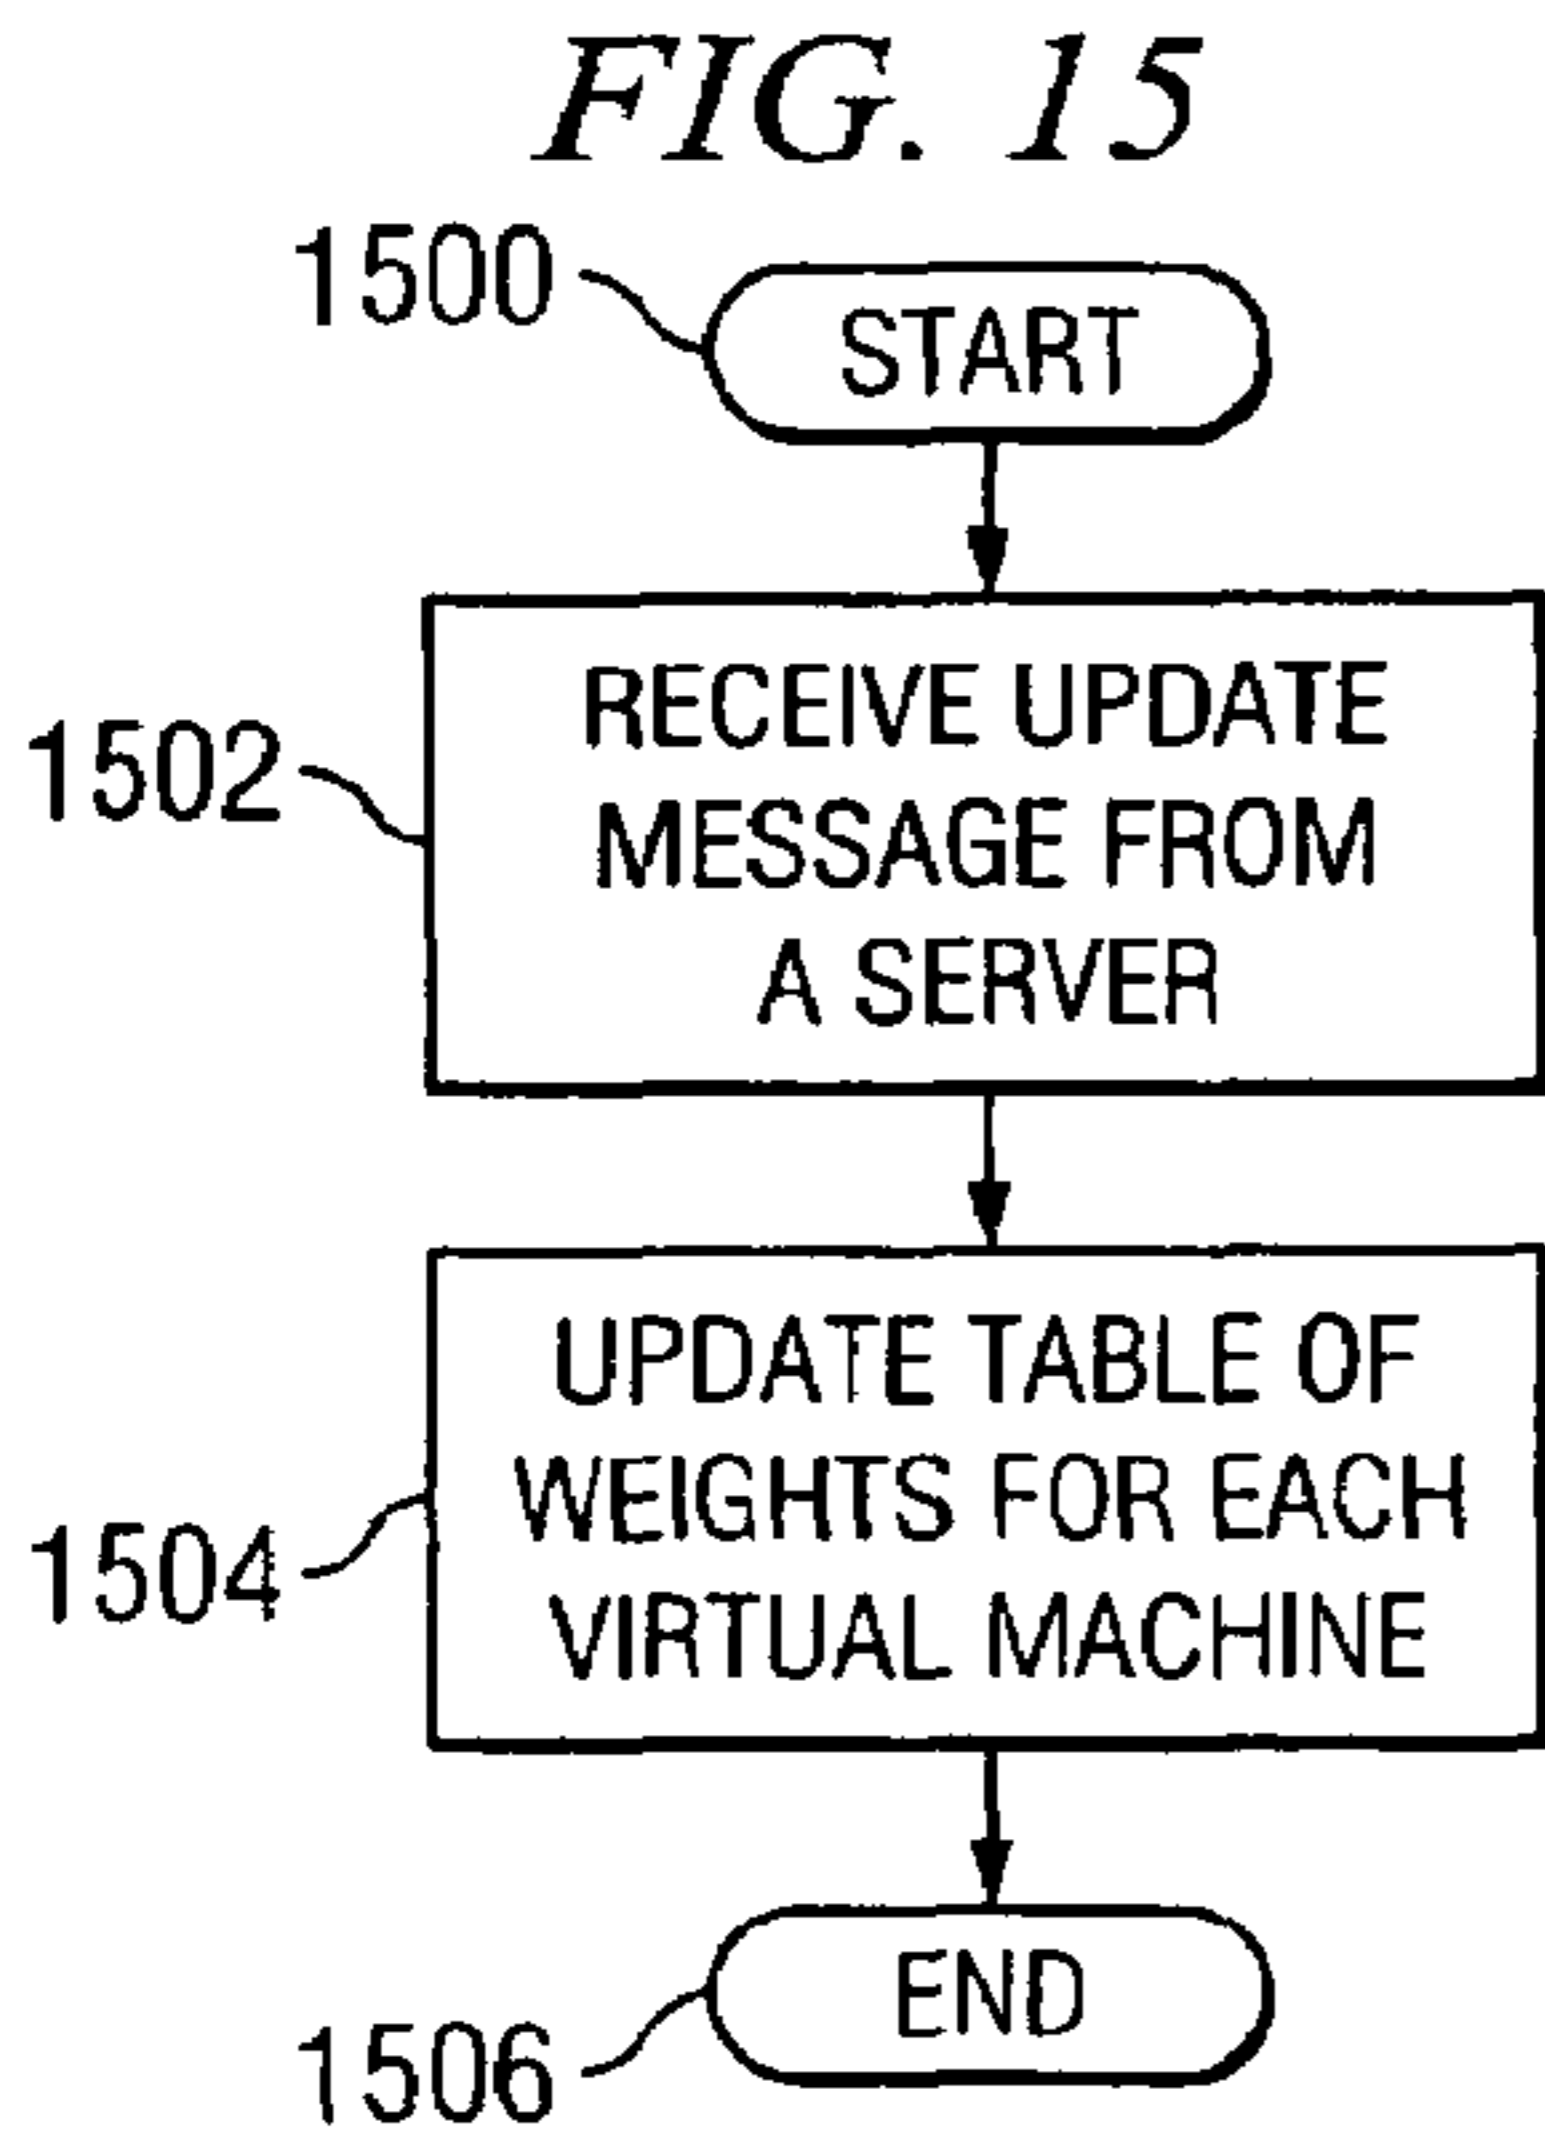 FIG. 15
1500
START
1502
RECEIVE UPDATE
MESSAGE FROM
A SERVER
1504
UPDATE TABLE OF
WEIGHTS FOR EACH
VIRTUAL MACHINE
1506
END